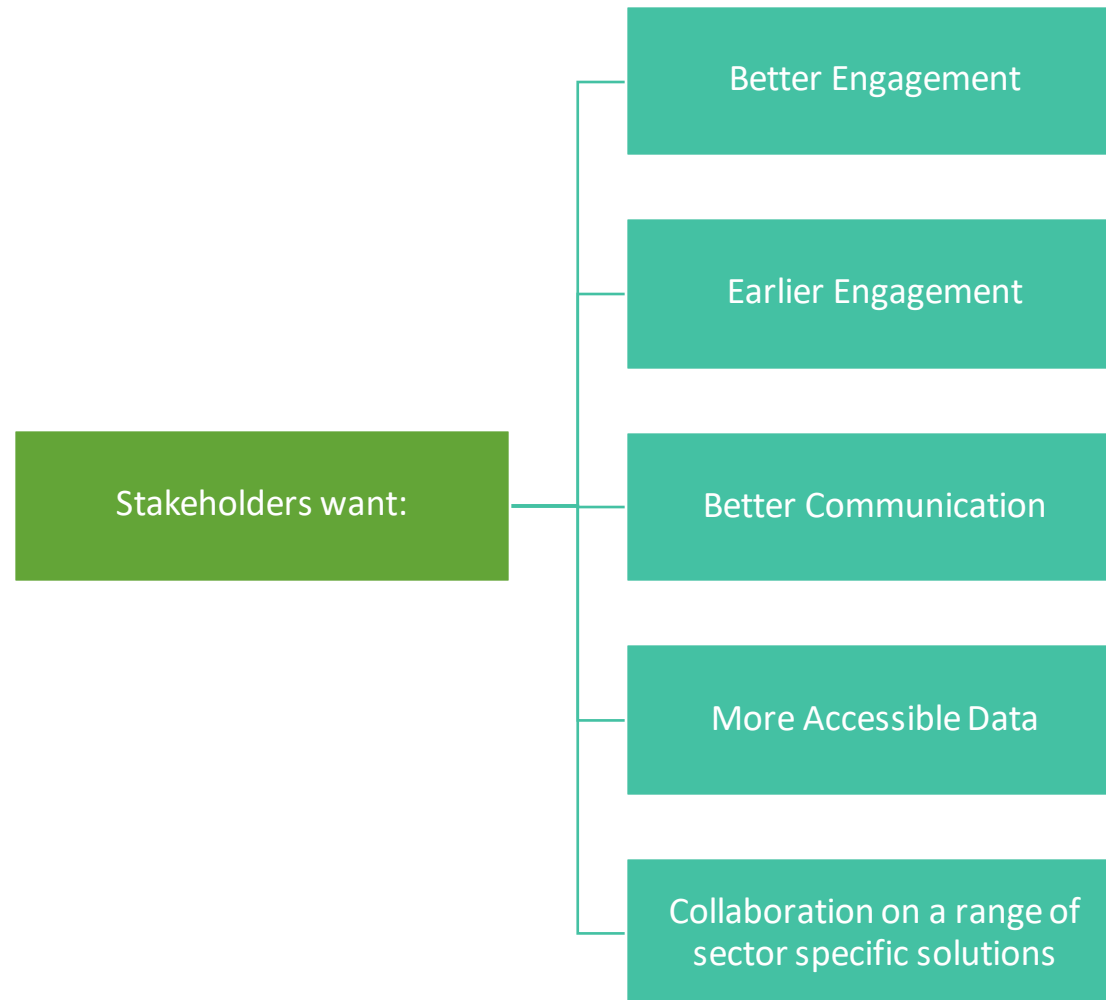 Better Engagement
Earlier Engagement
Stakeholders want:
Better Communication
More Accessible Data
Collaboration on a range of
sector specific solutions